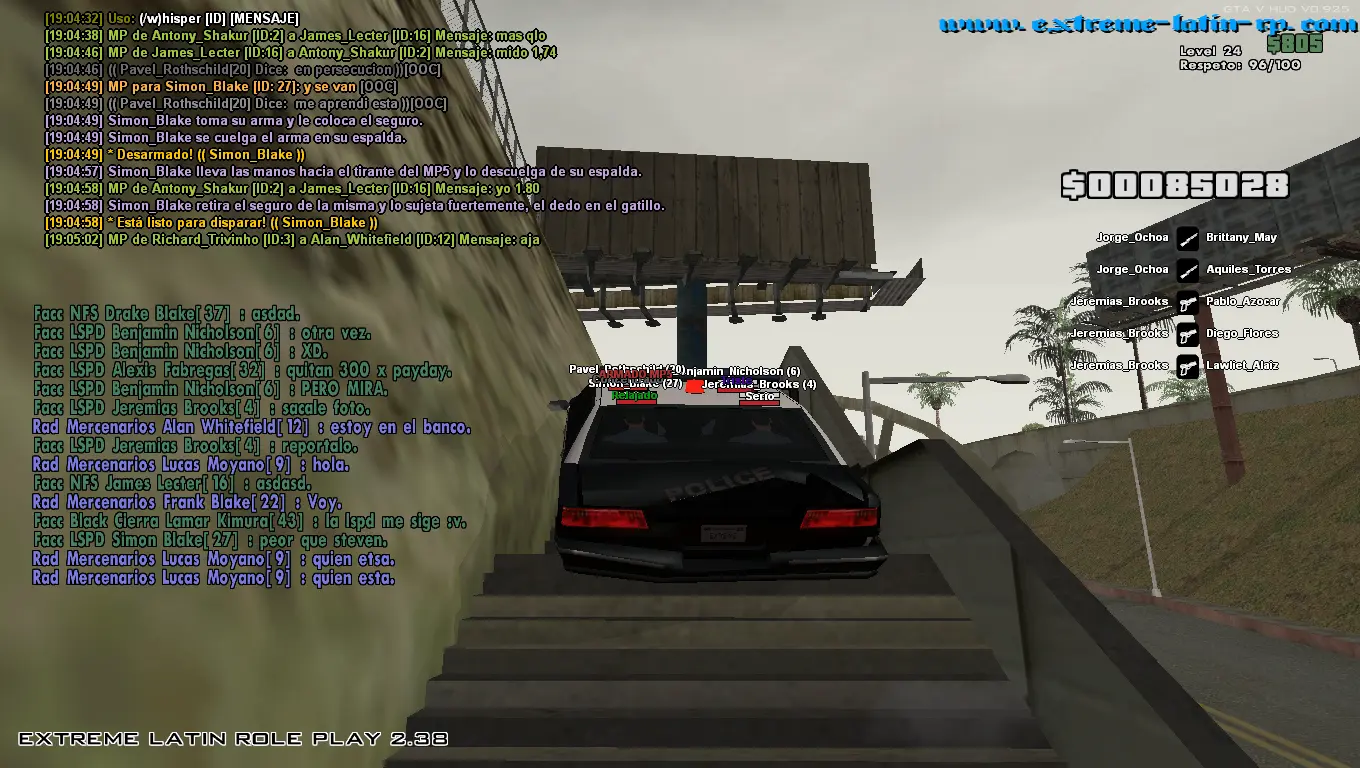 [19:04:32] Uso: (/w)hisper [ID] [MENSAJE]
[19:04:38] MP de Antony_Shakur [ID:2] a James_Lecter [ID:16] Mensaje: mas qlo
[19:04:46] MP de James_Lecter [ID:16] a Antony_Shakur [ID:2] Mensaje: mido 1,74
[19:04:46] (( Pavel_Rothschild[20] Dice:  en persecucion ))[OOC]
[19:04:49] MP para Simon_Blake [ID: 27]: y se van [OOC]
[19:04:49] (( Pavel_Rothschild[20] Dice:  me aprendi esta ))[OOC]
[19:04:49] Simon_Blake toma su arma y le coloca el seguro.
[19:04:49] Simon_Blake se cuelga el arma en su espalda.
[19:04:49] * Desarmado! (( Simon_Blake ))
[19:04:57] Simon_Blake lleva las manos hacia el tirante del MP5 y lo descuelga de su espalda.
[19:04:58] MP de Antony_Shakur [ID:2] a James_Lecter [ID:16] Mensaje: yo 1.80
[19:04:58] Simon_Blake retira el seguro de la misma y lo sujeta fuertemente, el dedo en el gatillo.
[19:04:58] * Está listo para disparar! (( Simon_Blake ))
[19:05:02] MP de Richard_Trivinho [ID:3] a Alan_Whitefield [ID:12] Mensaje: aja
GTA V HUD V0.925
www.extreme-latin-rp.com
$805
Level 24
Respeto: 96/100
$00085028
Jorge_Ochoa Brittany_May
Jorge_Ochoa Aquiles_Torres
Jeremias_Brooks Pablo_Azocar
Jeremias_Brooks Diego_Flores
Jeremias_Brooks Lawliet_Alaiz
Facc NFS Drake Blake[37] : asdad.
Facc LSPD Benjamin Nicholson[6] : otra vez.
Facc LSPD Benjamin Nicholson[6] : XD.
Facc LSPD Alexis Fabregas[32] : quitan 300 x payday.
Facc LSPD Benjamin Nicholson[6] : PERO MIRA.
Facc LSPD Jeremias Brooks[4] : sacale foto.
Rad Mercenarios Alan Whitefield[12] : estoy en el banco.
Facc LSPD Jeremias Brooks[4] : reportalo.
Rad Mercenarios Lucas Moyano[9] : hola.
Facc NFS James Lecter[16] : asdasd.
Rad Mercenarios Frank Blake[22] : Voy.
Facc Black Cierra Lamar Kimura[43] : la lspd me sige :v.
Facc LSPD Simon Blake[27] : peor que steven.
Rad Mercenarios Lucas Moyano[9] : quien etsa.
Rad Mercenarios Lucas Moyano[9] : quien esta.
ARMADO MP5
njamin_Nicholson (6)
(27) Brooks (4)
Relajado
Serio
POLICE
EXTREME LATIN ROLE PLAY 2.38